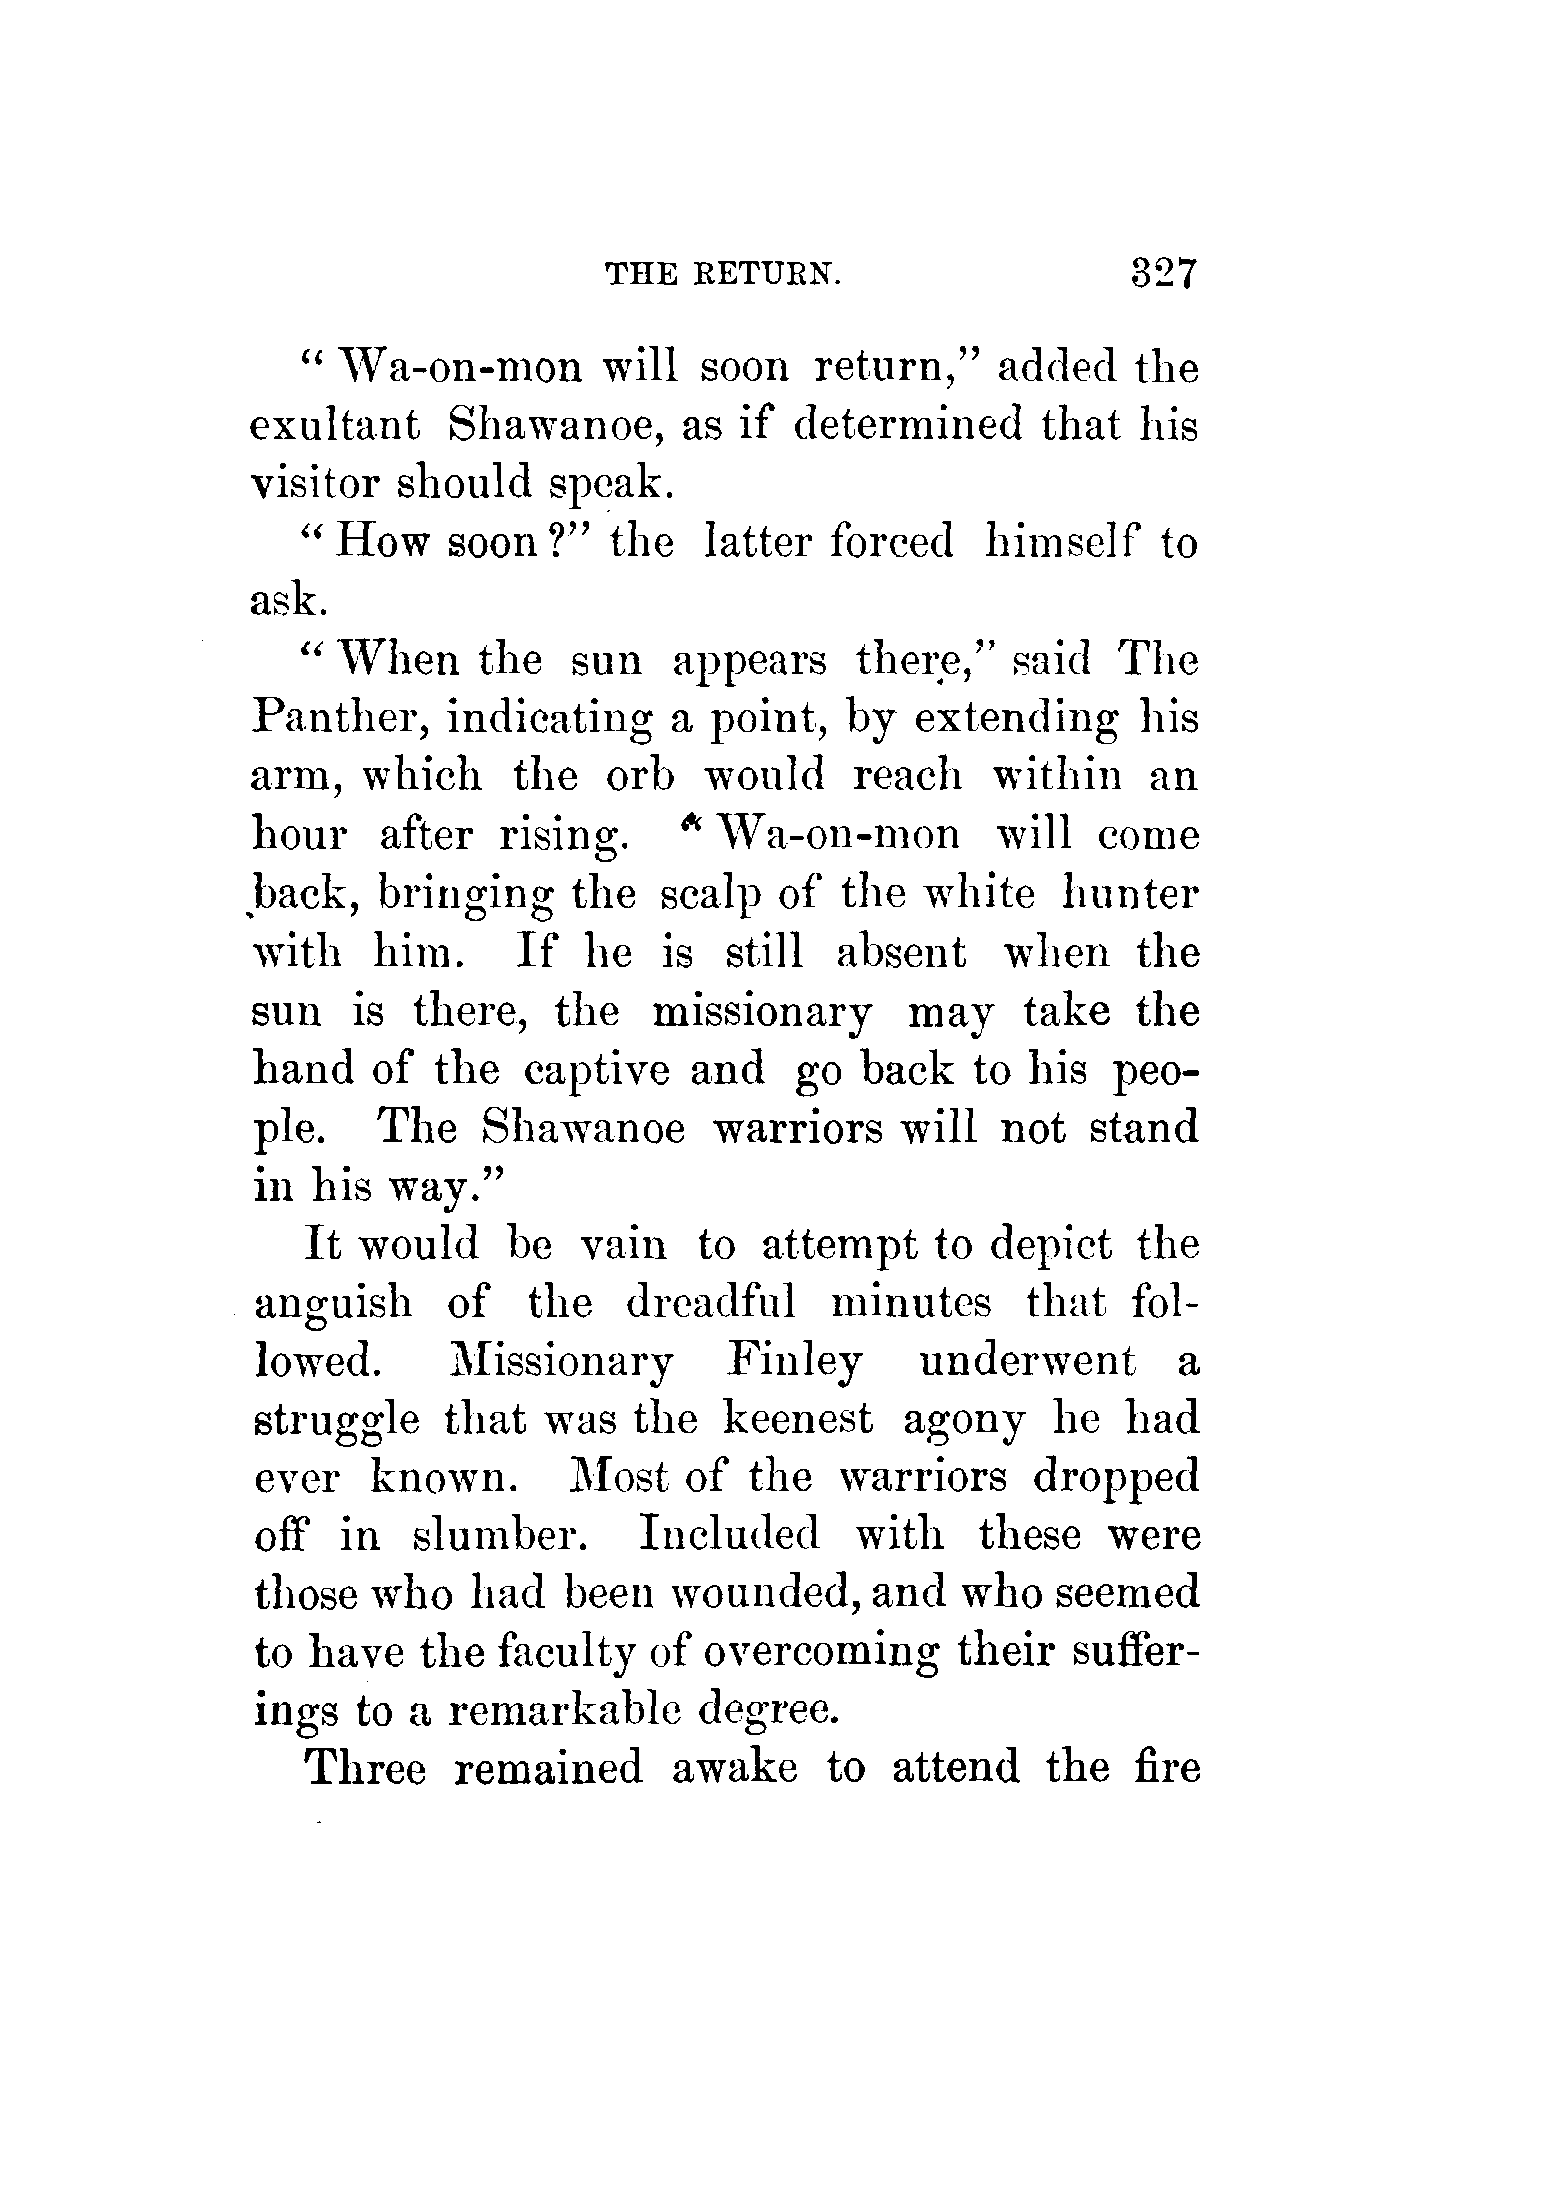 THE RETURN. 327
“ Wa-on-mon will soon return,” added the
exultant Shawanoe, as if determined that his
visitor should speak.
“ How soon ?” the latter forced himself to
ask.
“ When the sun appears there,” said The
Panther, indicating a point, by extending his
arm, which the orb would reach within an
hour after rising. “ Wa-on-mon will come
back, bringing the scalp of the white hunter
with him. If he is still absent when the
sun is there, the missionary may take the
hand of the captive and go back to his peo-
ple. The Shawanoe warriors will not stand
in his way.”
It would be vain to attempt to depict the
anguish of the dreadful minutes that fol-
lowed. Missionary Finley underwent a
struggle that was the keenest agony he had
ever known. Most of the warriors dropped
off in slumber. Included with these were
those who had been wounded, and who seemed
to have the faculty of overcoming their suffer-
ings to a remarkable degree.
Three remained awake to attend the fire